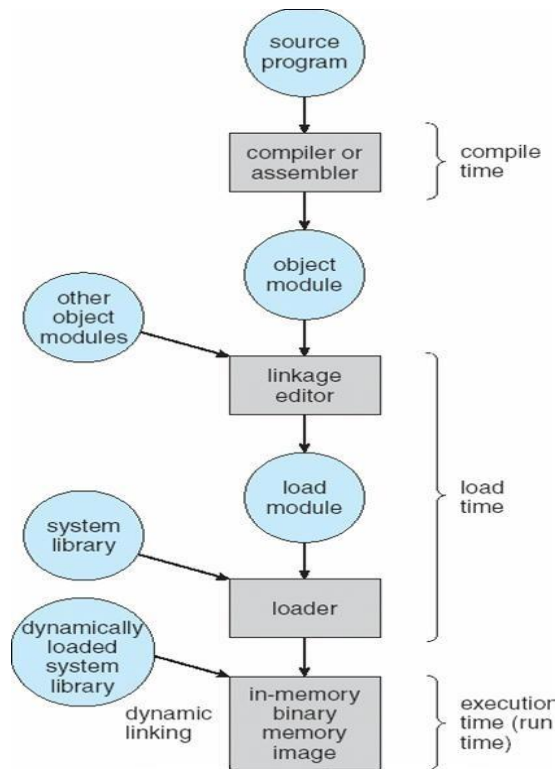 source
program
compiler or
assembler
compile
time
object
module
other
object
modules
linkage
editor
load
module
load
time
system
library
loader
dynamically
loaded
system
library
dynamic
linking
in-memory
binary
memory
image
execution
time (run
time)